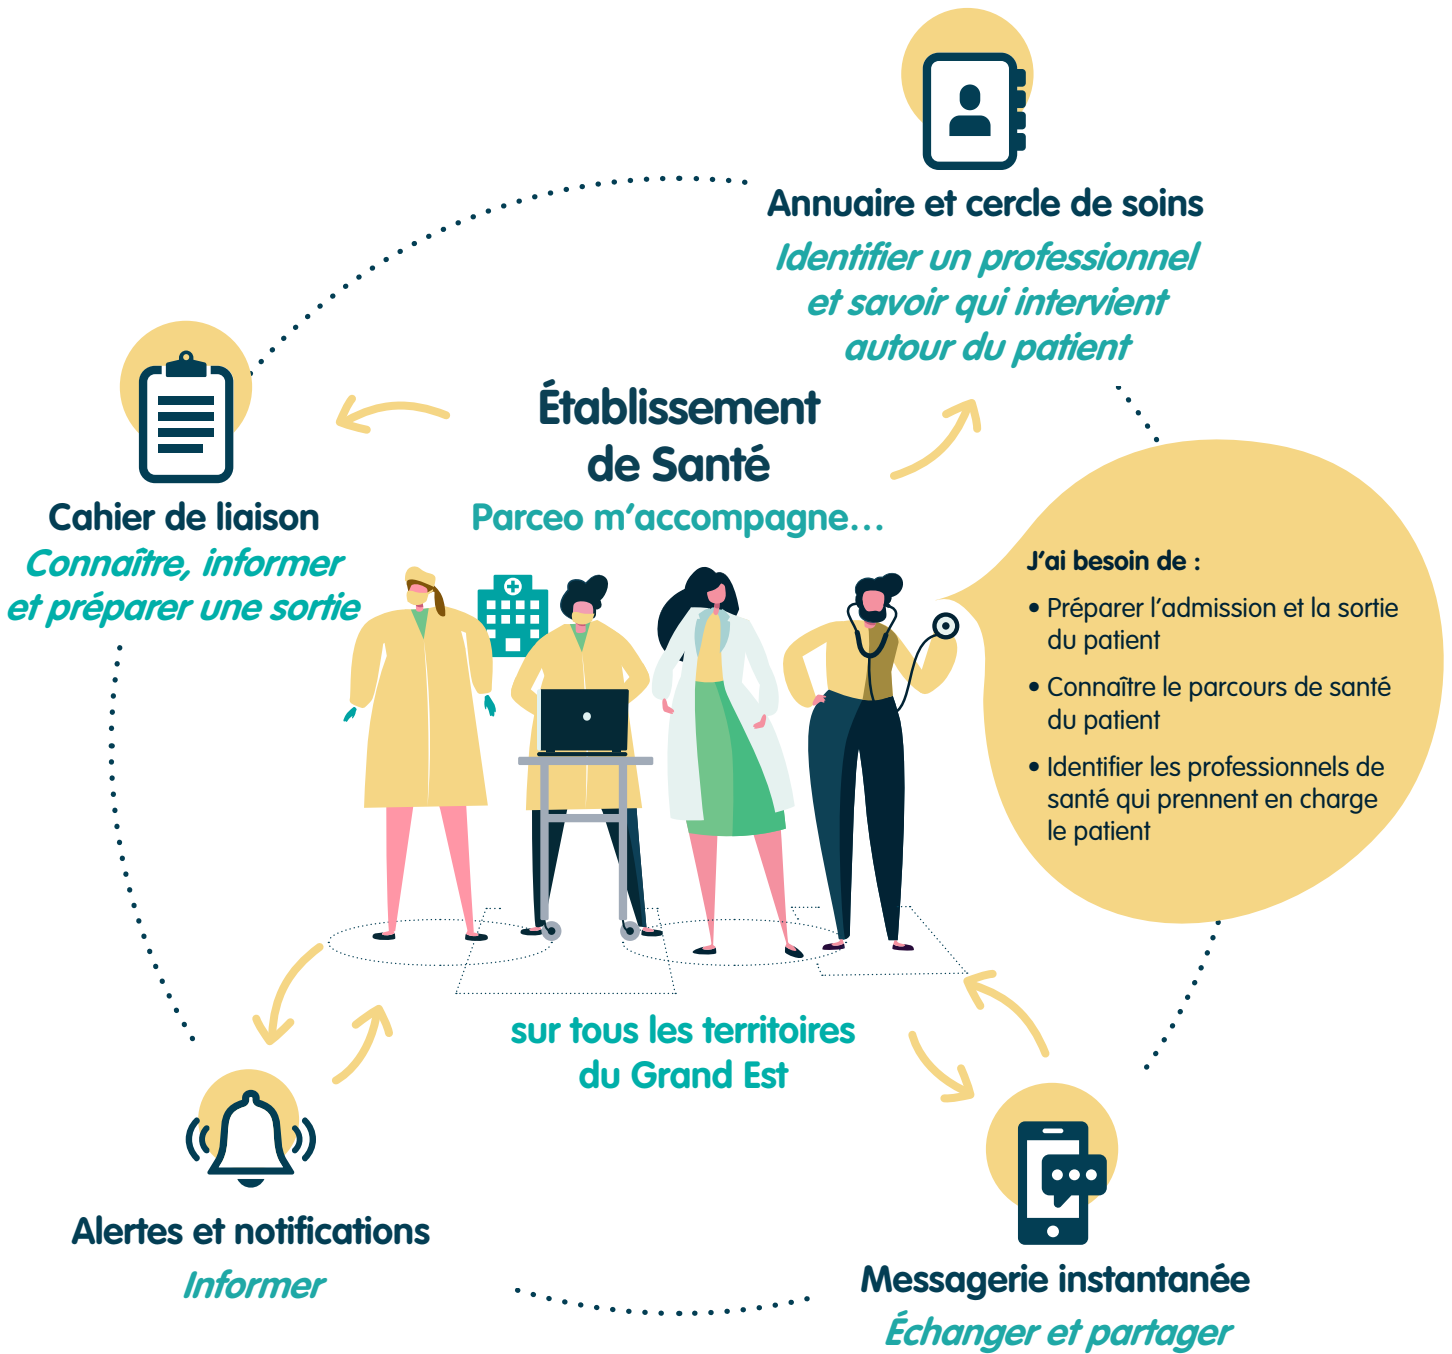 Annuaire et cercle de soins
Identifier un professionnel
et savoir qui intervient
autour du patient
Établissement
de Santé
Parceo m’accompagne…
Cahier de liaison
Connaître, informer
et préparer une sortie
J’ai besoin de :
• Préparer l’admission et la sortie
du patient
• Connaître le parcours de santé
du patient
• Identifier les professionnels de
santé qui prennent en charge
le patient
sur tous les territoires
du Grand Est
Alertes et notifications
Informer
Messagerie instantanée
Échanger et partager